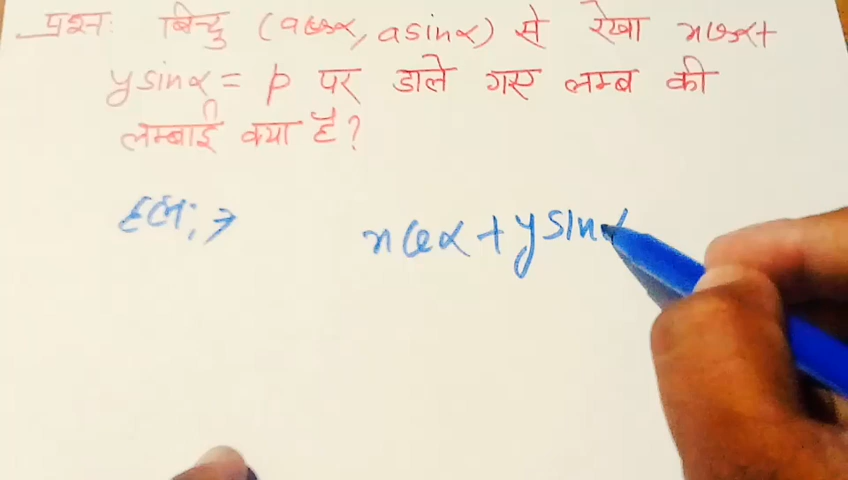 प्रश्न: बिन्दु (acosα, asinα) से रेखा xcosα+
ysinα = p पर डाले गए लम्ब की
लम्बाई क्या है?
हल:→ xcosα + ysinα